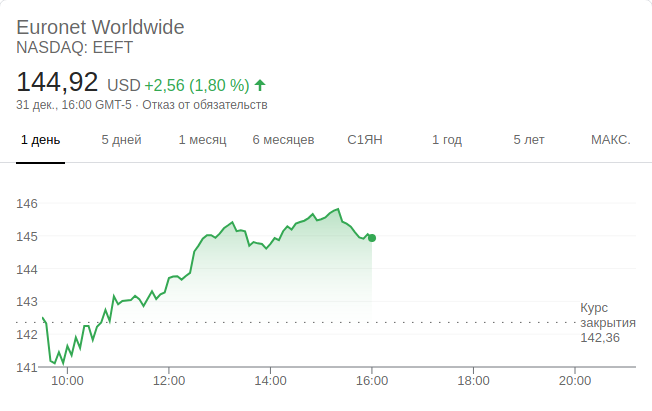 Euronet Worldwide
NASDAQ: EEFT
144,92 USD +2,56 (1,80 %)
31 дек., 16:00 GMT-5 · Отказ от обязательств
1 день 5 дней 1 месяц 6 месяцев С1ЯН 1 год 5 лет МАКС.
146
145
144
143
142
141
Курс
закрытия
142,36
10:00 12:00 14:00 16:00 18:00 20:00